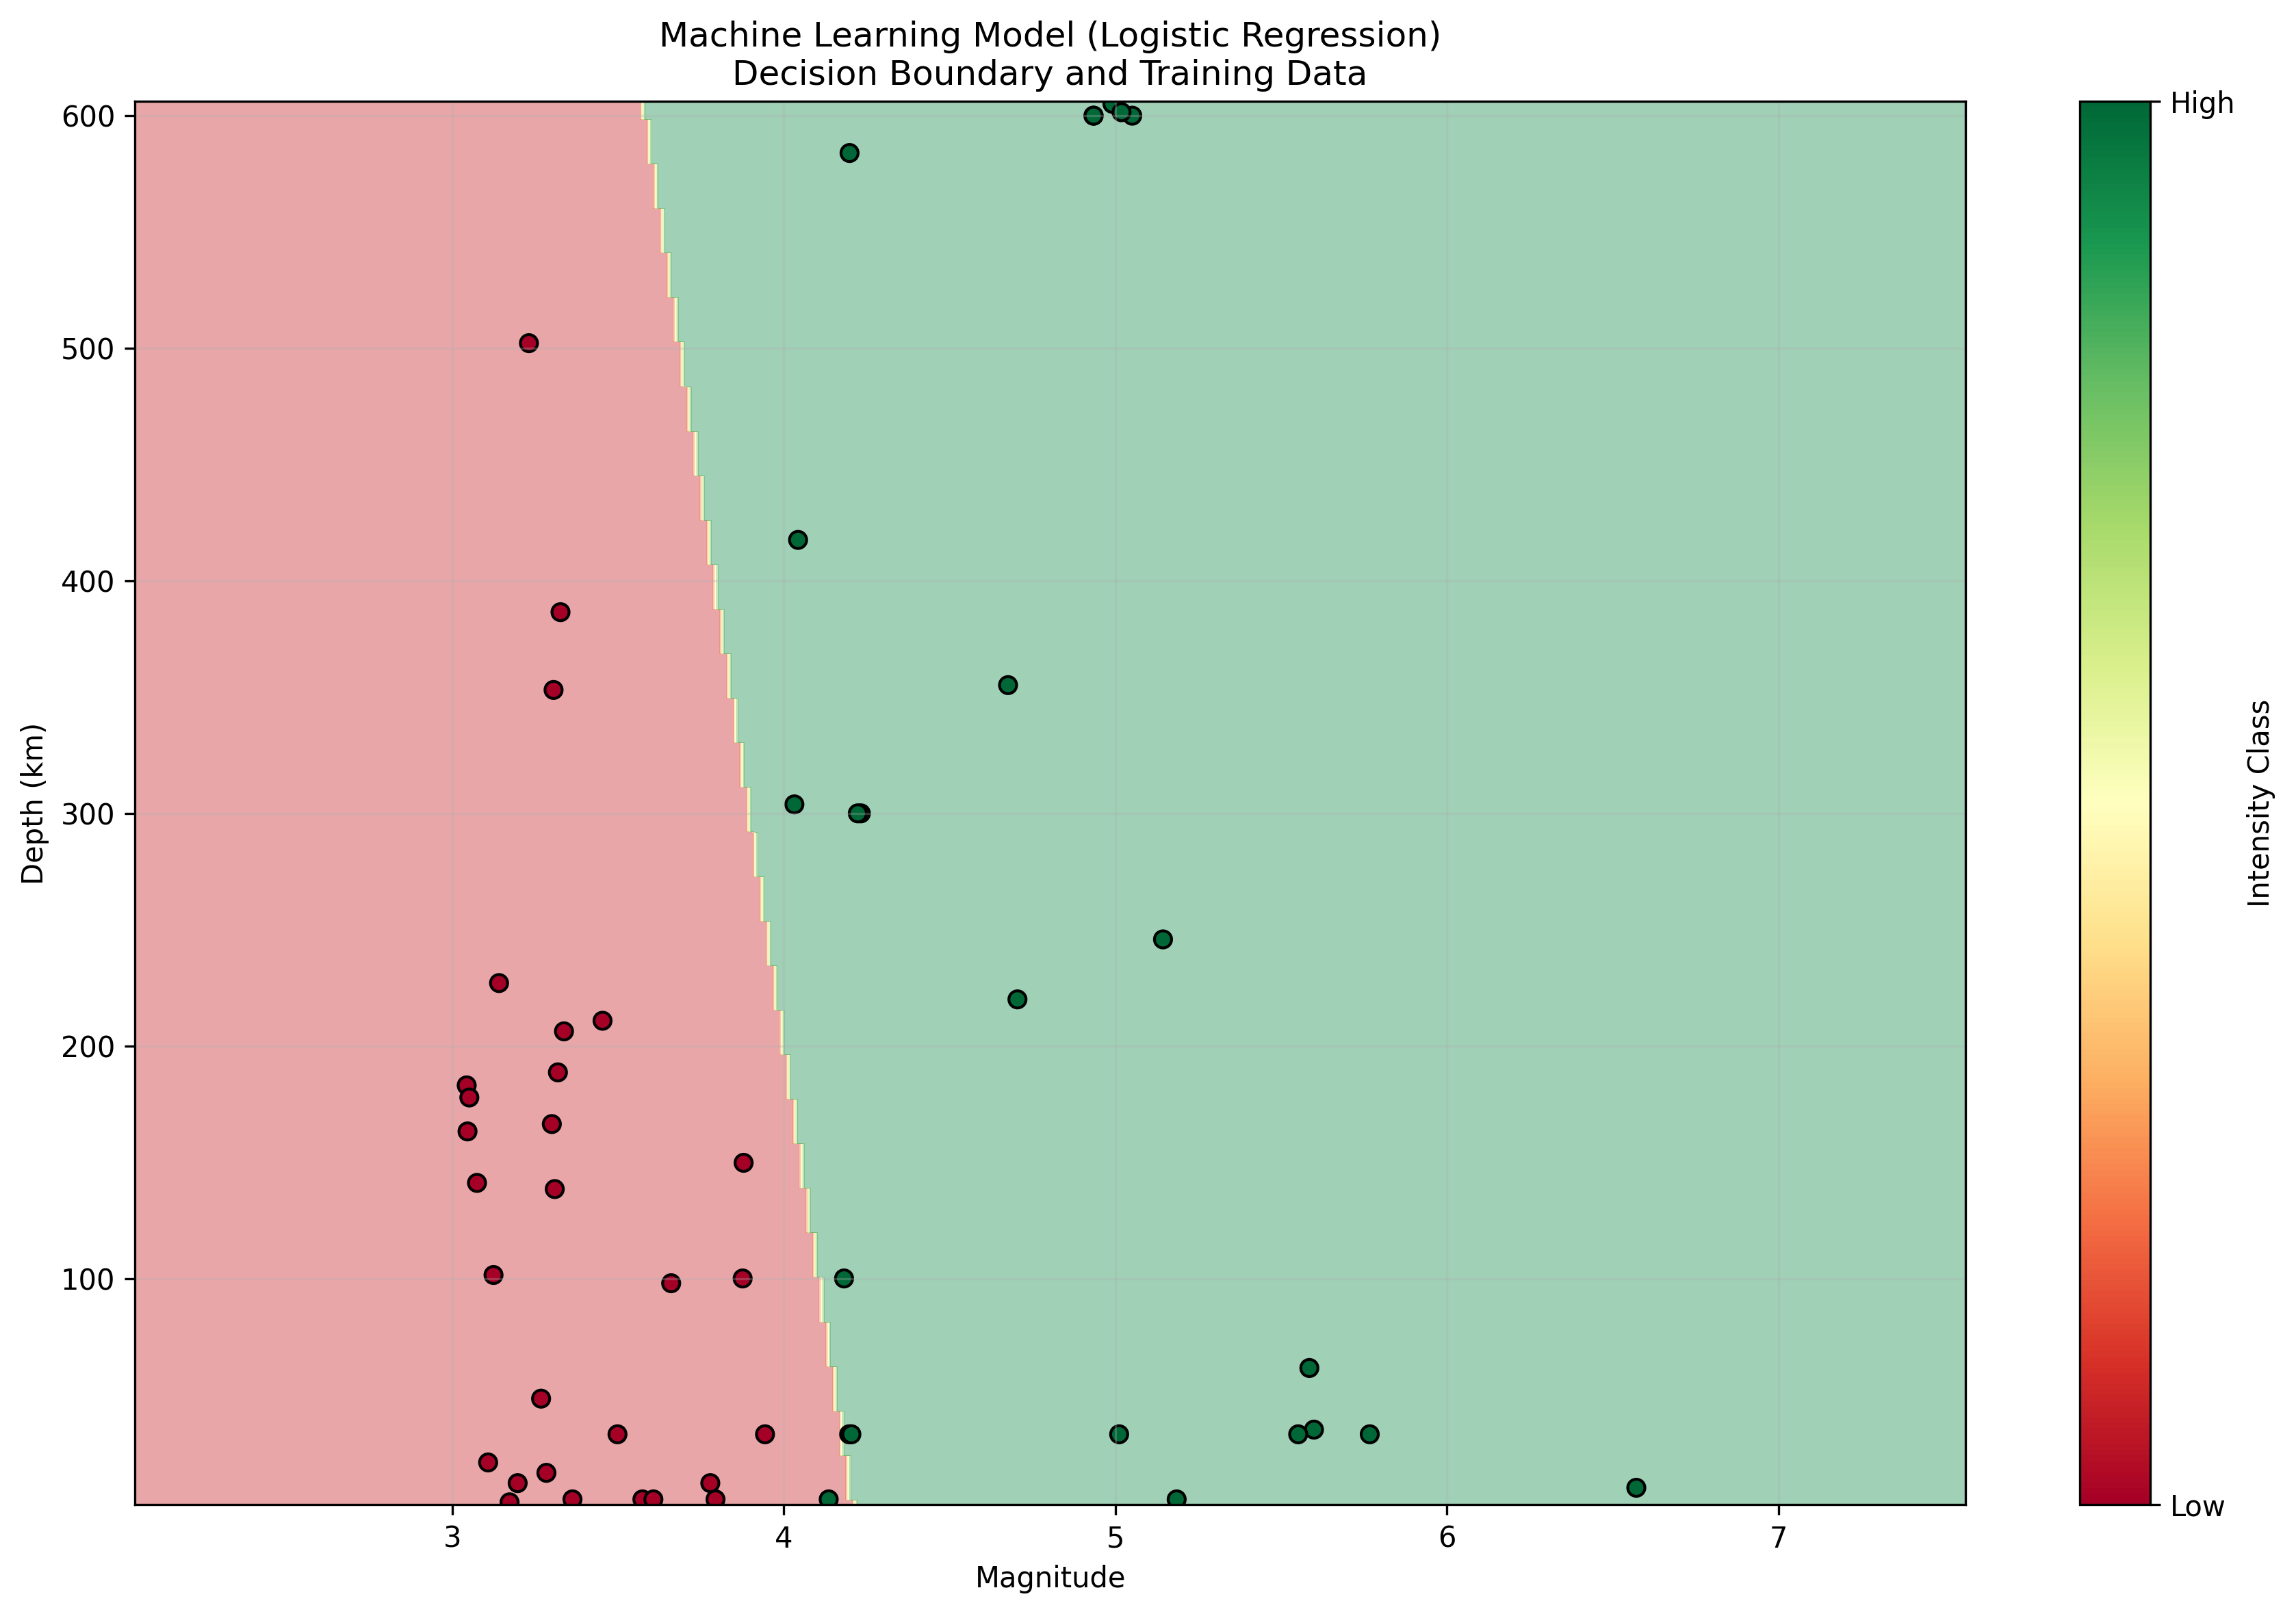 Machine Learning Model (Logistic Regression)
Decision Boundary and Training Data
600
500
400
300
200
100
Depth (km)
3
4
5
6
7
Magnitude
High
Low
Intensity Class